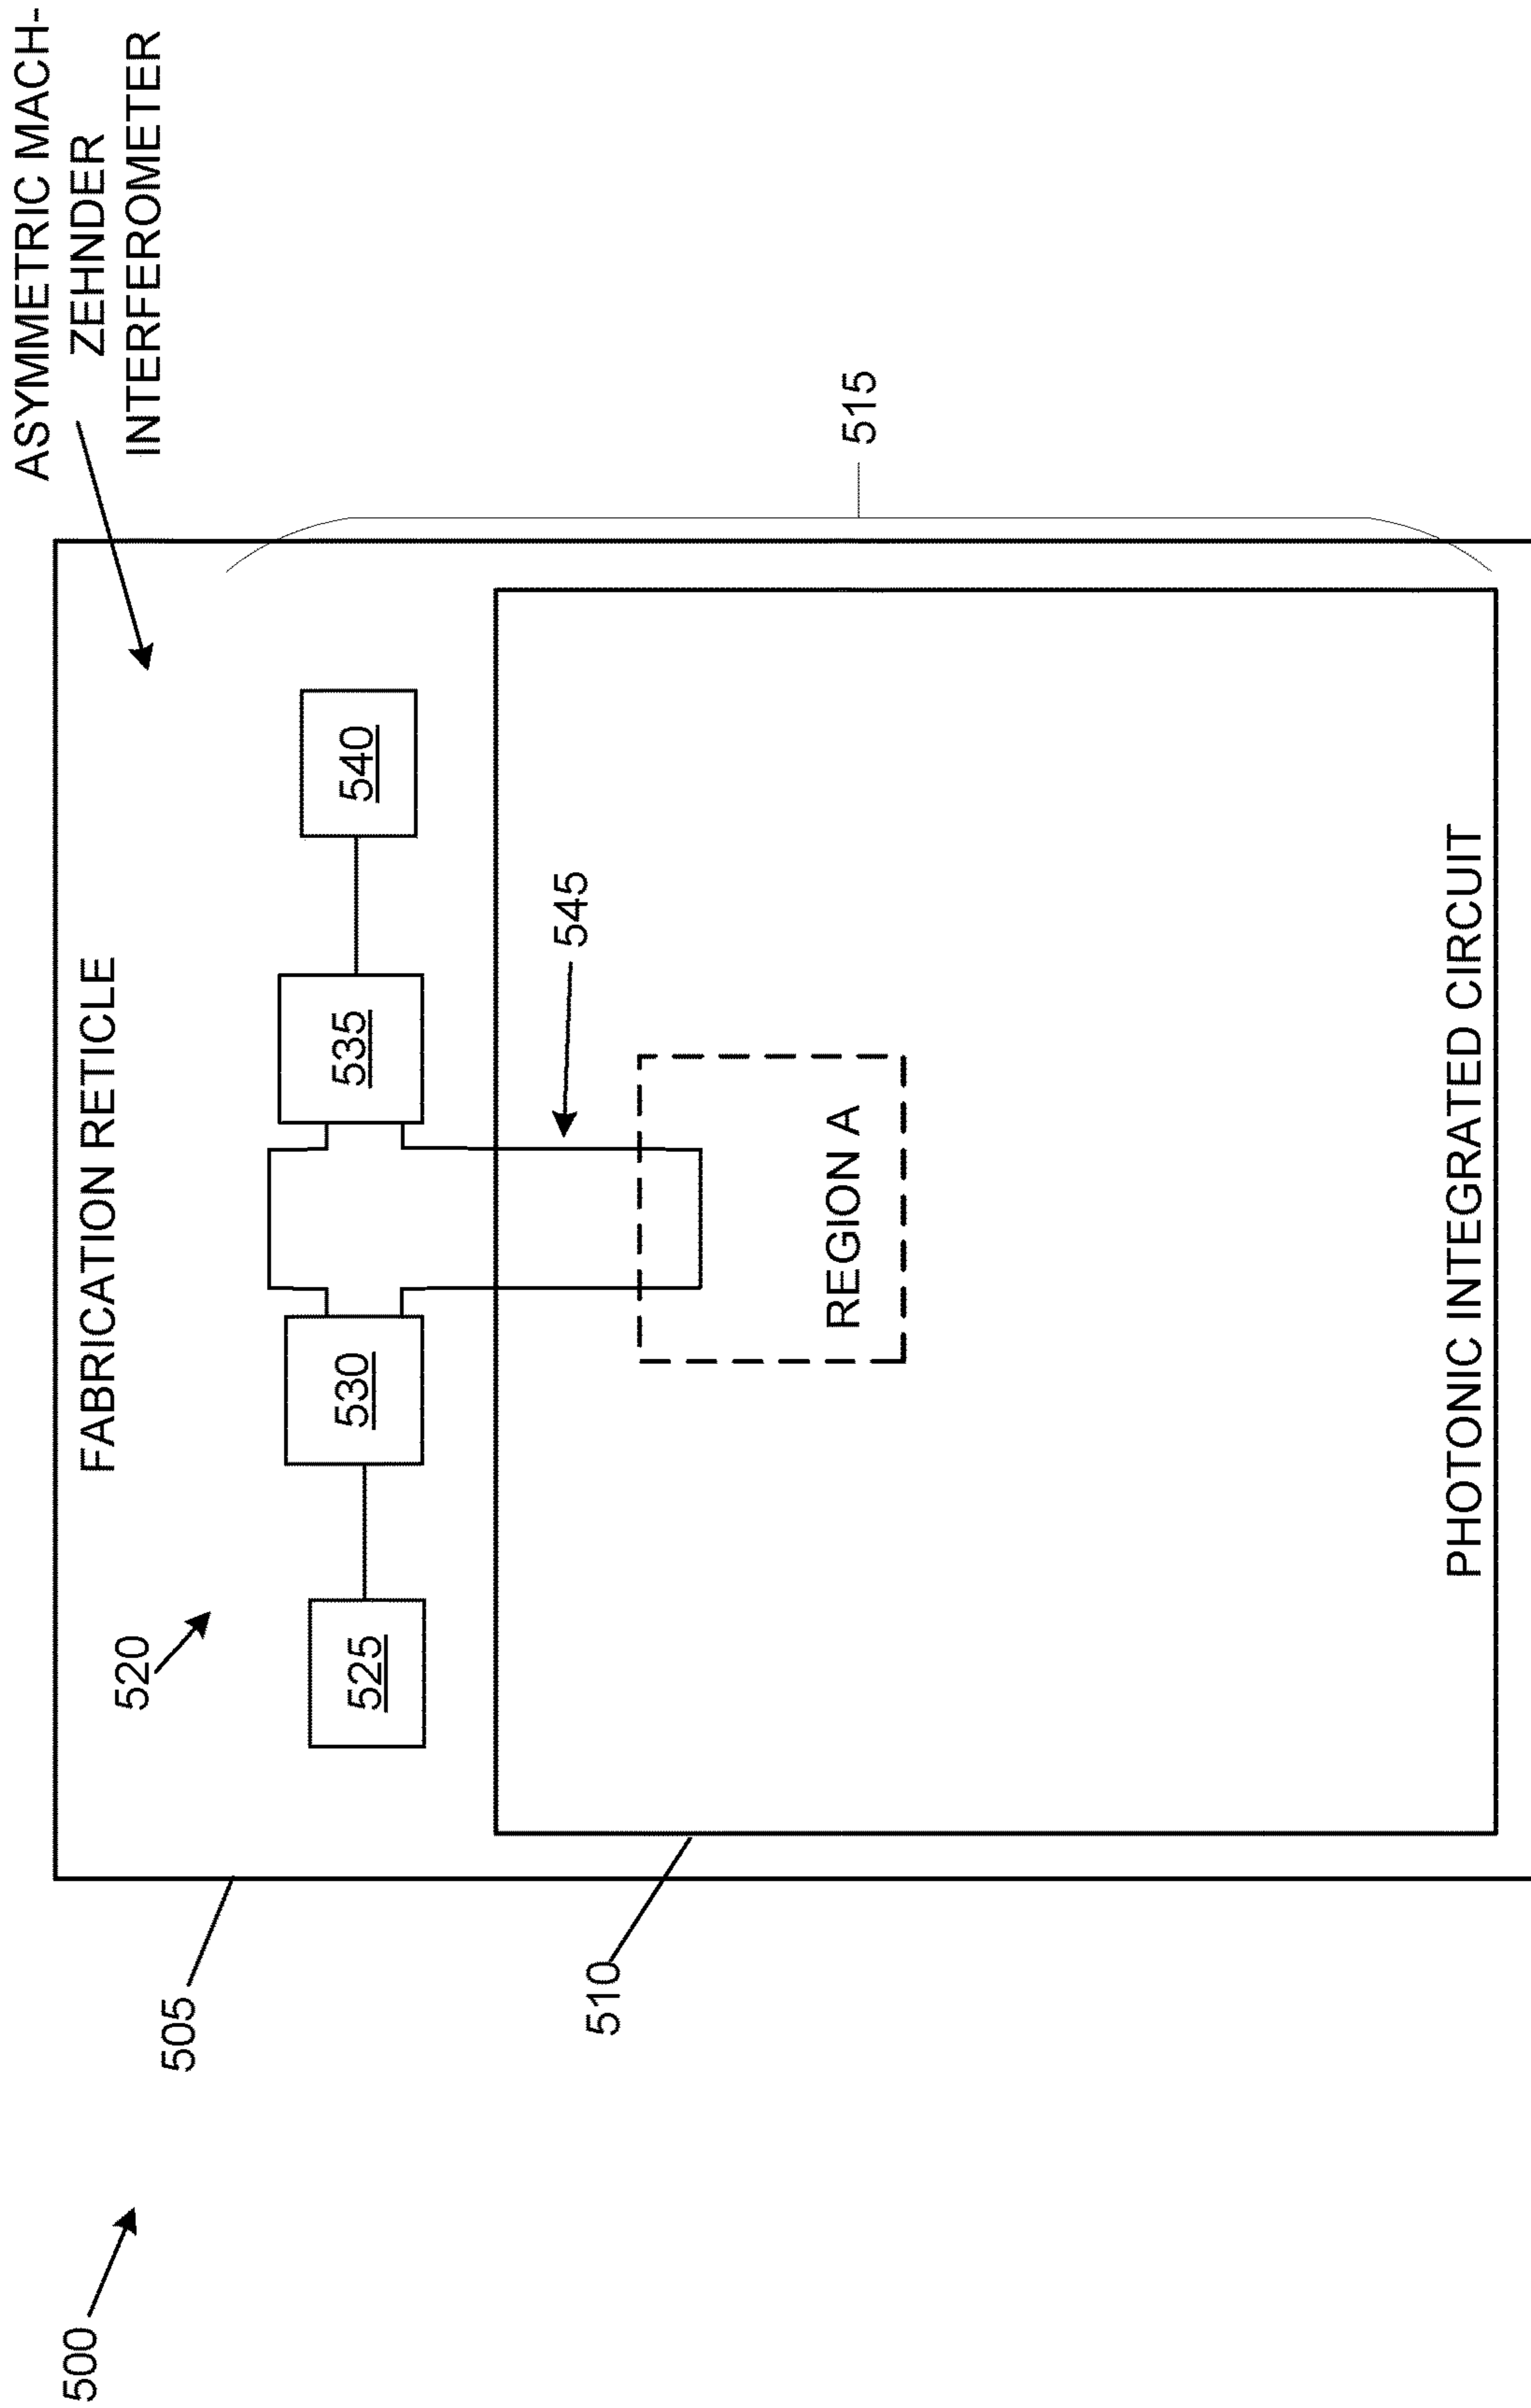 ASYMMETRIC MACH-
ZEHNDER
INTERFEROMETER
FABRICATION RETICLE
500
505
520
525
530
535
540
545
510
515
REGION A
PHOTONIC INTEGRATED CIRCUIT